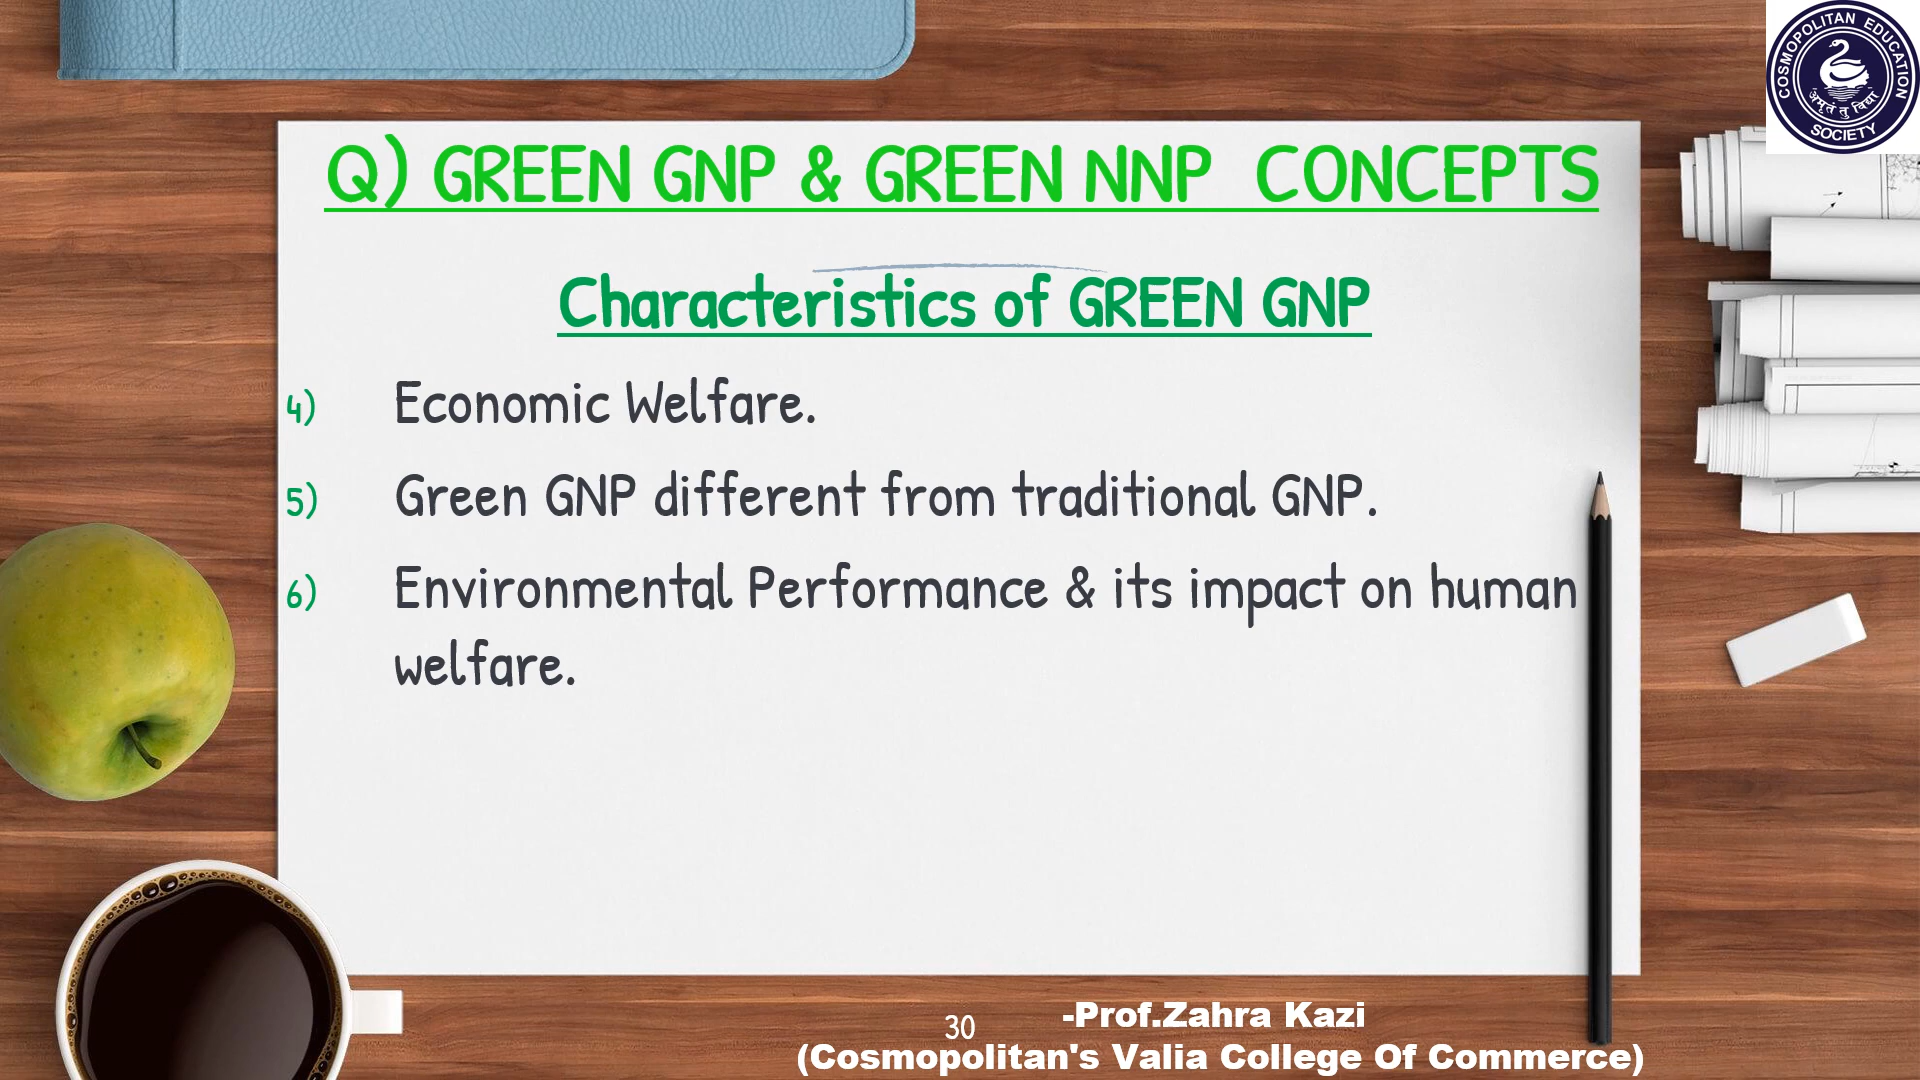 COSMOPOLITAN EDUCATION
अमृतं तु विद्या
SOCIETY
Q) GREEN GNP & GREEN NNP CONCEPTS
Characteristics of GREEN GNP
4) Economic Welfare.
5) Green GNP different from traditional GNP.
6) Environmental Performance & its impact on human
welfare.
30
-Prof.Zahra Kazi
(Cosmopolitan's Valia College Of Commerce)